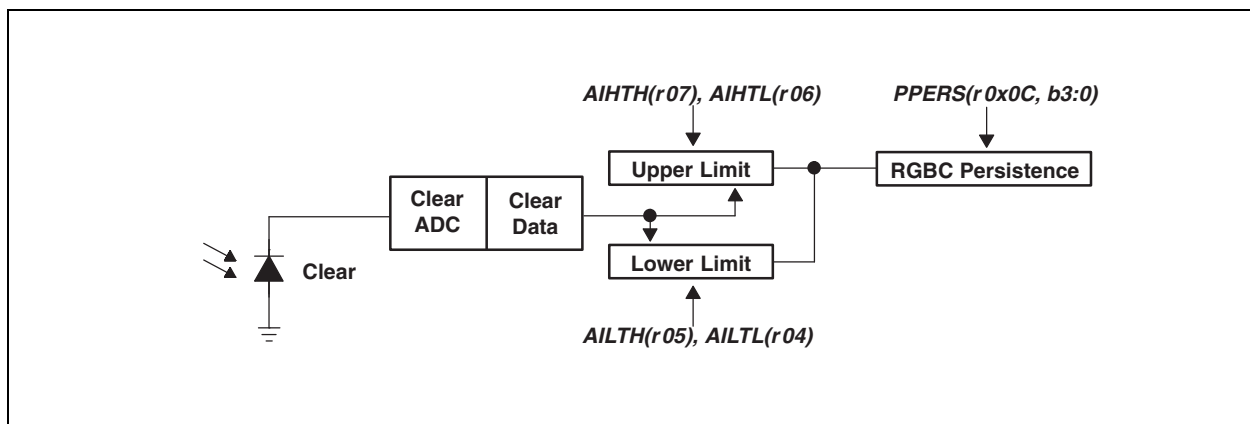 AIHTH(r07), AIHTL(r06)
PPERS(r0x0C, b3:0)
Upper Limit
RGBC Persistence
Clear
ADC
Clear
Data
Lower Limit
Clear
AILTH(r05), AILTL(r04)